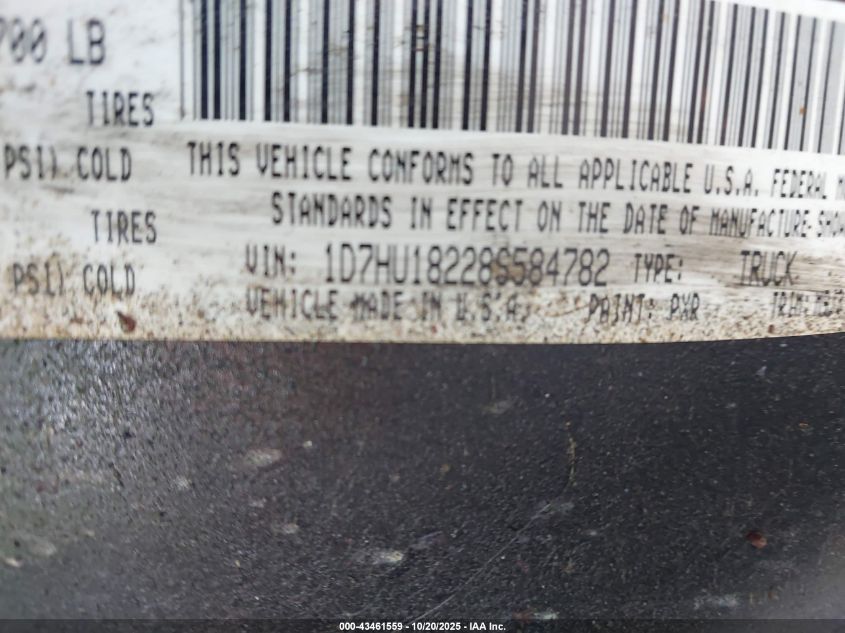 700 LB
TIRES
PSI) COLD THIS VEHICLE CONFORMS TO ALL APPLICABLE U.S.A. FEDERAL
STANDARDS IN EFFECT ON THE DATE OF MANUFACTURE SHOW
TIRES
VIN: 1D7HU18228S584782 TYPE: TRUCK
PSI) COLD
VEHICLE MADE IN U.S.A. PAINT: PXR
000-43461559 - 10/20/2025 - IAA Inc.